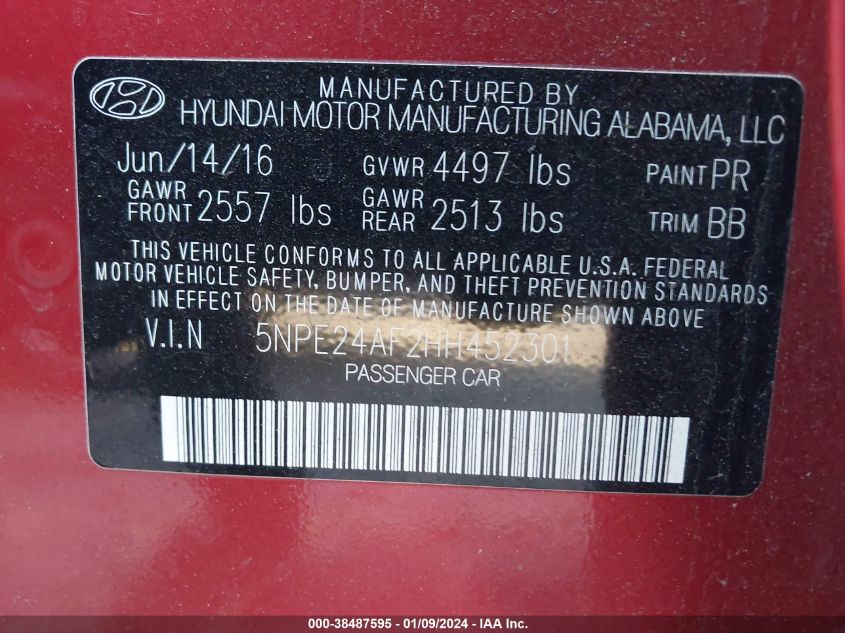 MANUFACTURED BY
HYUNDAI MOTOR MANUFACTURING ALABAMA, LLC
Jun/14/16 GVWR 4497 lbs PAINT PR
GAWR FRONT 2557 lbs GAWR REAR 2513 lbs TRIM BB
THIS VEHICLE CONFORMS TO ALL APPLICABLE U.S.A. FEDERAL
MOTOR VEHICLE SAFETY, BUMPER, AND THEFT PREVENTION STANDARDS
IN EFFECT ON THE DATE OF MANUFACTURE SHOWN ABOVE.
V.I.N 5NPE24AF2HH452301
PASSENGER CAR
000-38487595 - 01/09/2024 - IAA Inc.